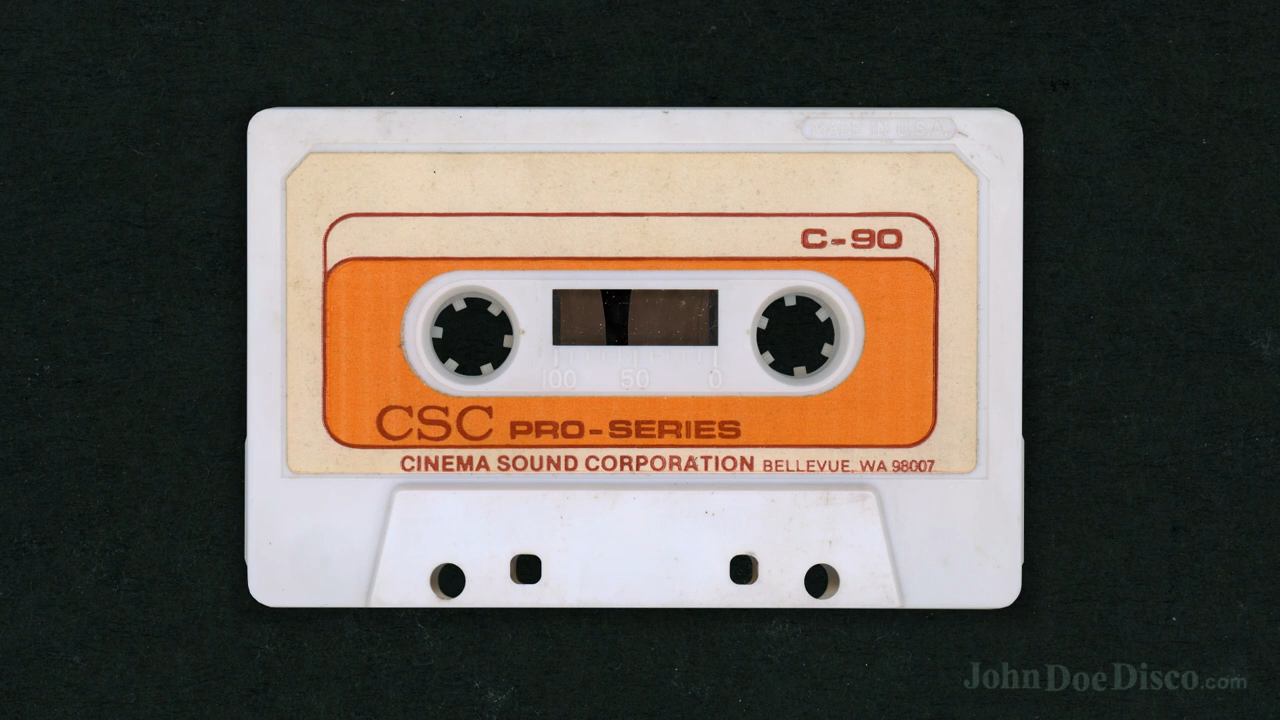 MADE IN U.S.A.
C-90
100 50 0
CSC PRO-SERIES
CINEMA SOUND CORPORATION BELLEVUE, WA 98007
JohnDoeDisco.com